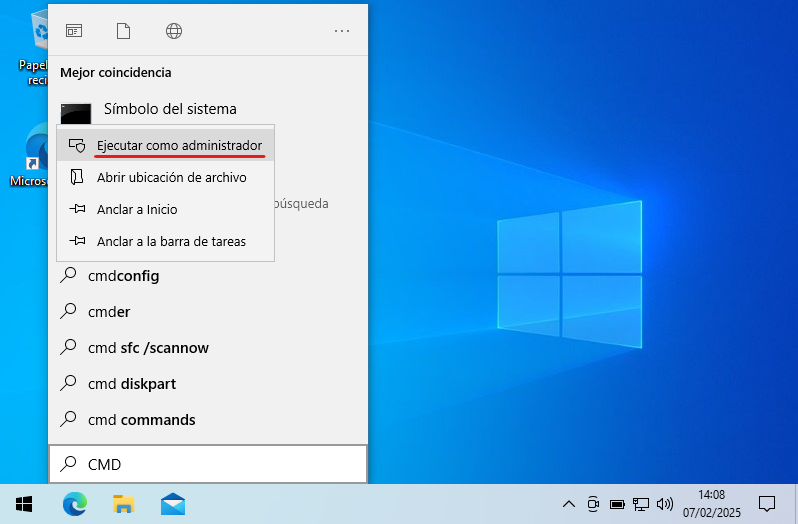 Papel
reci
Micros
Mejor coincidencia
Símbolo del sistema
Ejecutar como administrador
Abrir ubicación de archivo
Anclar a Inicio
Anclar a la barra de tareas
búsqueda
cmdconfig
cmder
cmd sfc /scannow
cmd diskpart
cmd commands
CMD
14:08
07/02/2025